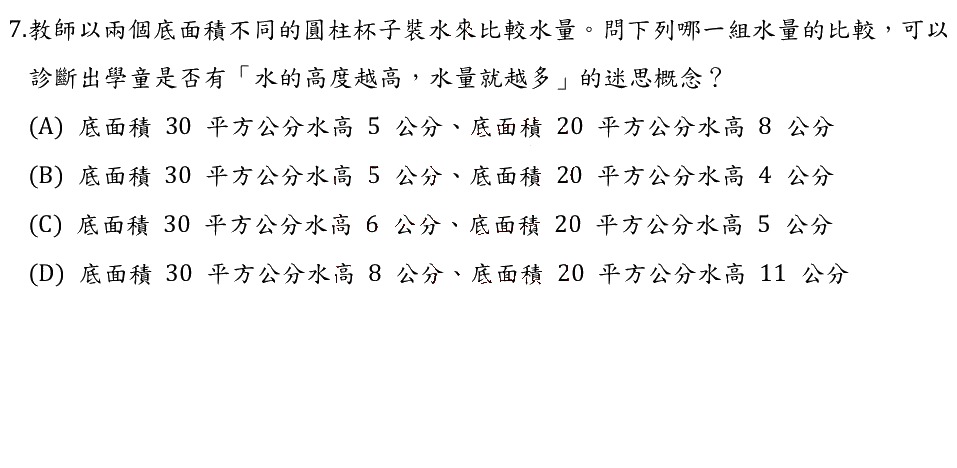 7.教師以兩個底面積不同的圓柱杯子裝水來比較水量。問下列哪一組水量的比較，可以
診斷出學童是否有「水的高度越高，水量就越多」的迷思概念？
(A) 底面積 30 平方公分水高 5 公分、底面積 20 平方公分水高 8 公分
(B) 底面積 30 平方公分水高 5 公分、底面積 20 平方公分水高 4 公分
(C) 底面積 30 平方公分水高 6 公分、底面積 20 平方公分水高 5 公分
(D) 底面積 30 平方公分水高 8 公分、底面積 20 平方公分水高 11 公分